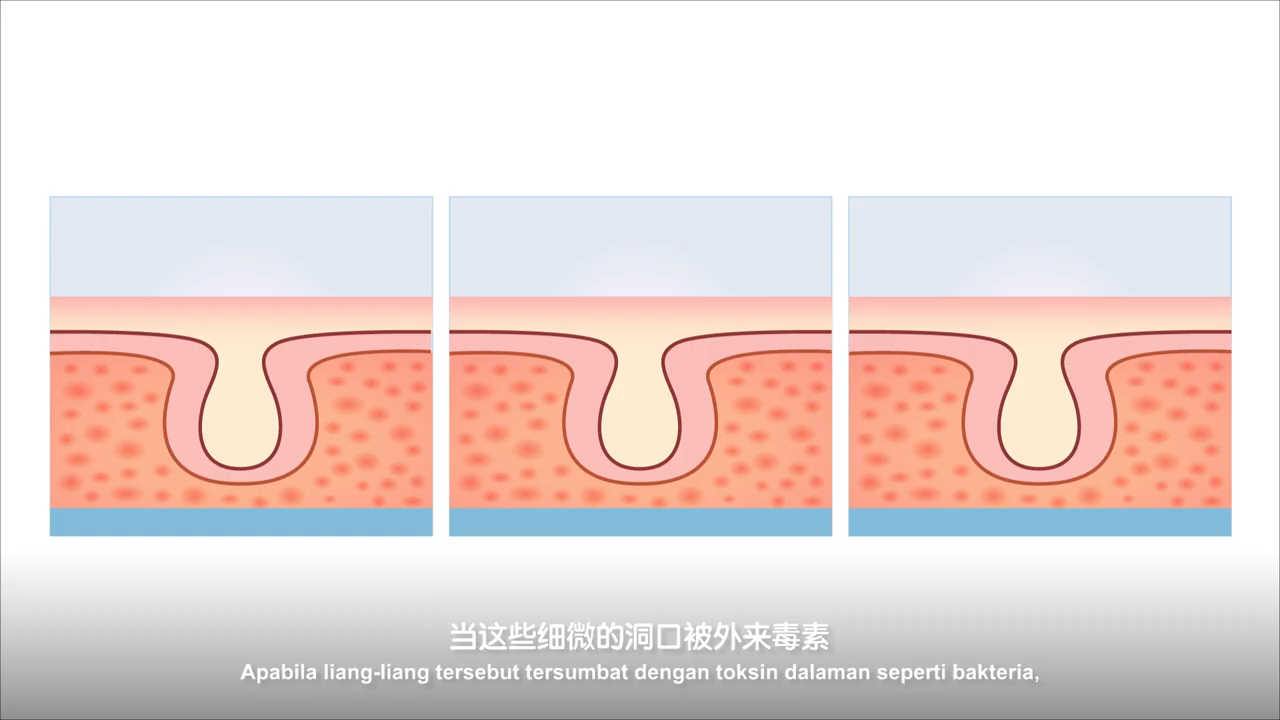 当这些细微的洞口被外来毒素
Apabila liang-liang tersebut tersumbat dengan toksin dalaman seperti bakteria,